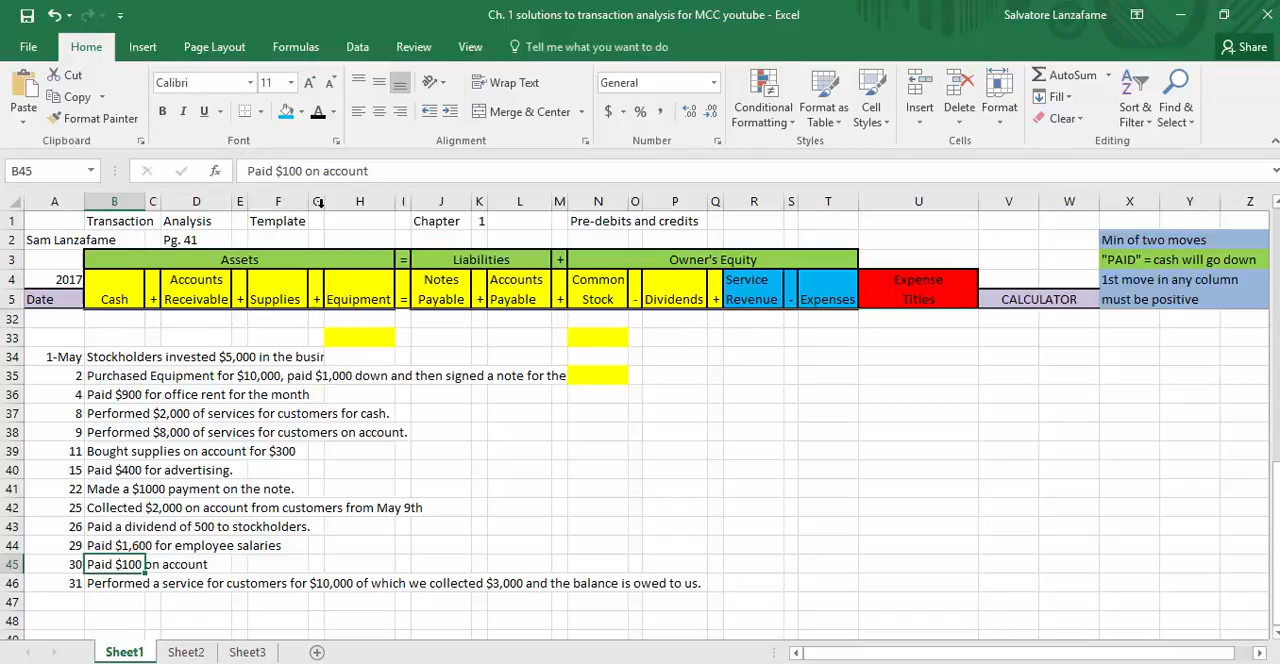 Ch. 1 solutions to transaction analysis for MCC youtube - Excel
Salvatore Lanzafame
File Home Insert Page Layout Formulas Data Review View Tell me what you want to do
Share
Paste
Cut
Copy
Format Painter
Clipboard
Calibri 11
B I U
Font
Wrap Text
Merge & Center
Alignment
General
$ % ,
Number
Conditional Formatting
Format as Table
Cell Styles
Styles
Insert Delete Format
Cells
AutoSum
Fill
Clear
Sort & Filter
Find & Select
Editing
B45 fx Paid $100 on account
A B C D E F G H I J K L M N O P Q R S T U V W X Y Z
1 Transaction Analysis Template Chapter 1 Pre-debits and credits
2 Sam Lanzafame Pg. 41 Min of two moves
3 Assets = Liabilities + Owner's Equity "PAID" = cash will go down
4 2017 Accounts Notes Accounts Common Service Expense 1st move in any column
5 Date Cash + Receivable + Supplies + Equipment = Payable + Payable + Stock - Dividends + Revenue - Expenses Titles CALCULATOR must be positive
32
33
34 1-May Stockholders invested $5,000 in the busir
35 2 Purchased Equipment for $10,000, paid $1,000 down and then signed a note for the
36 4 Paid $900 for office rent for the month
37 8 Performed $2,000 of services for customers for cash.
38 9 Performed $8,000 of services for customers on account.
39 11 Bought supplies on account for $300
40 15 Paid $400 for advertising.
41 22 Made a $1000 payment on the note.
42 25 Collected $2,000 on account from customers from May 9th
43 26 Paid a dividend of 500 to stockholders.
44 29 Paid $1,600 for employee salaries
45 30 Paid $100 on account
46 31 Performed a service for customers for $10,000 of which we collected $3,000 and the balance is owed to us.
47
48
49
Sheet1 Sheet2 Sheet3